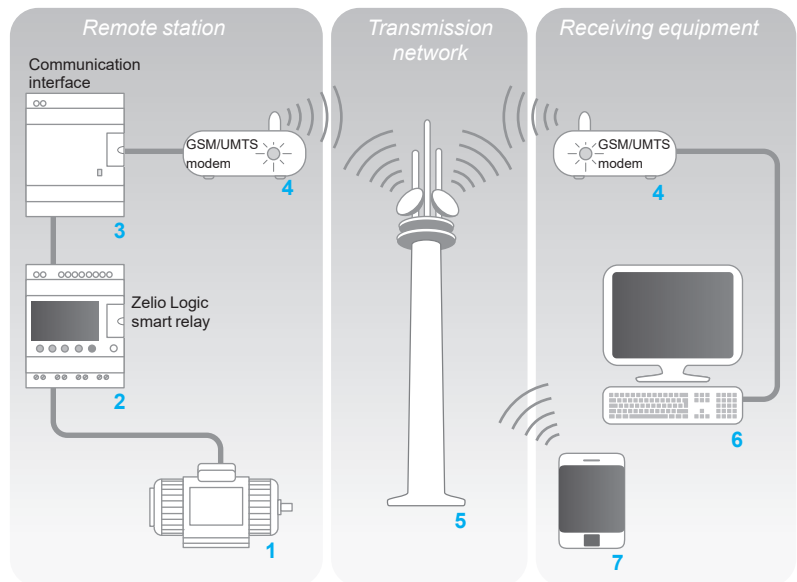 Remote station
Transmission
network
Receiving equipment
Communication
interface
GSM/UMTS
modem
4
GSM/UMTS
modem
4
3
Zelio Logic
smart relay
2
6
5
1
7